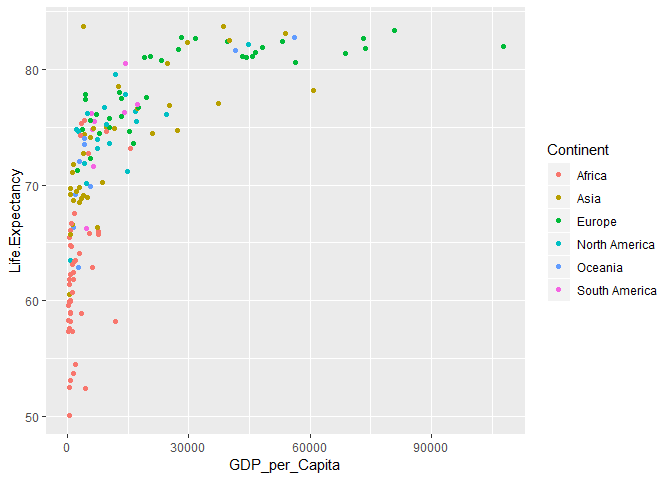 Life.Expectancy
80
70
60
50
0
30000
60000
90000
GDP_per_Capita
Continent
Africa
Asia
Europe
North America
Oceania
South America